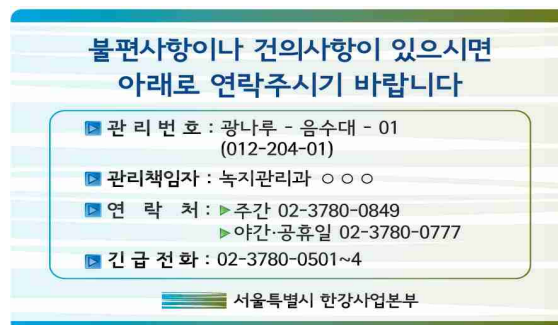 불편사항이나 건의사항이 있으시면
아래로 연락주시기 바랍니다
▶ 관 리 번 호 : 광나루 - 음수대 - 01
(012-204-01)
▶ 관리책임자 : 녹지관리과 ○ ○ ○
▶ 연 락 처 : ▶주간 02-3780-0849
▶야간·공휴일 02-3780-0777
▶ 긴 급 전 화 : 02-3780-0501~4
서울특별시 한강사업본부